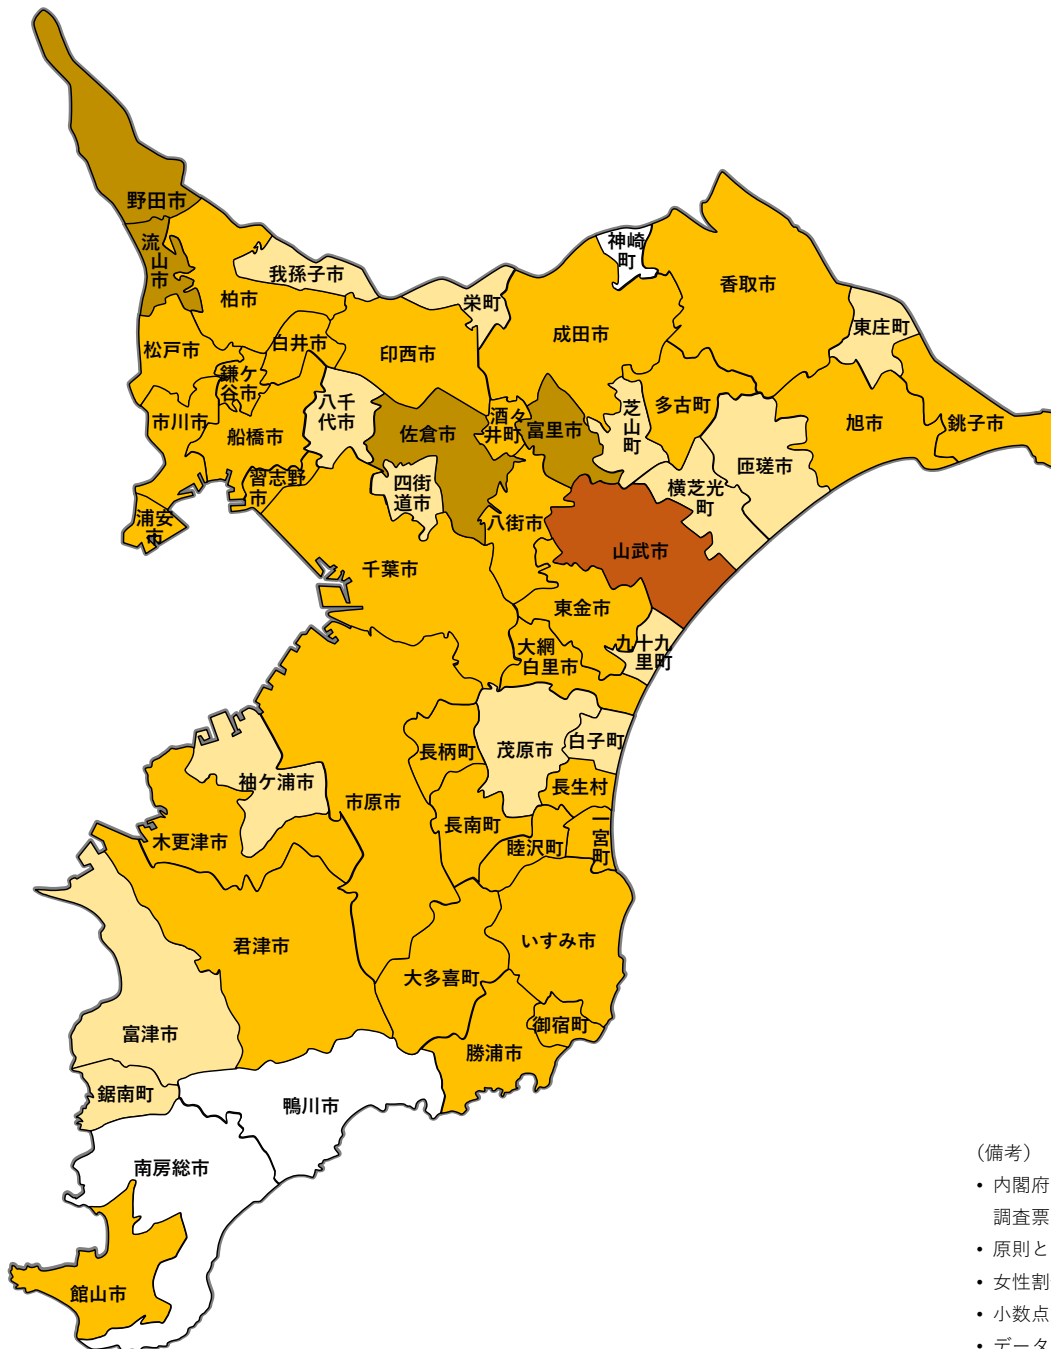 野田市
流
山
市
我孫子市
柏市
栄町
神崎
町
香取市
成田市
東庄町
松戸市
白井市
印西市
鎌ケ
谷市
市川市
船橋市
八千
代市
佐倉市
酒々
井町
富里市
芝
山
町
多古町
旭市
銚子市
匝瑳市
習志野
市
四街
道市
横芝光
町
浦安
市
八街市
山武市
千葉市
東金市
大網
白里市
九十九
里町
長柄町
茂原市
白子町
袖ケ浦市
市原市
長生村
木更津市
長南町
睦沢町
一
宮
町
君津市
いすみ市
大多喜町
富津市
御宿町
勝浦市
鋸南町
鴨川市
南房総市
館山市
（備考）
• 内閣府
調査票
• 原則と
• 女性割
• 小数点
• データ